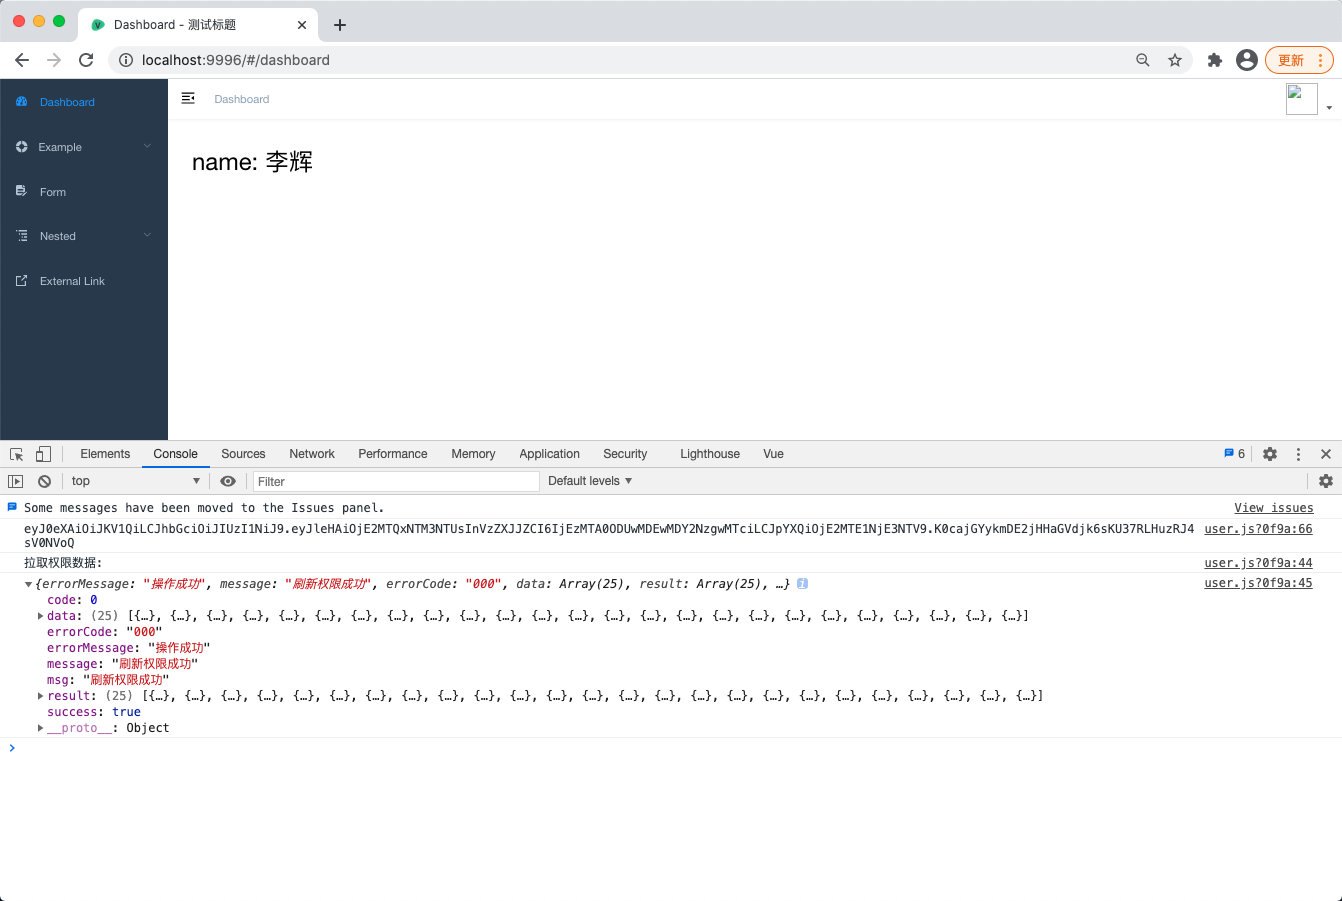 Dashboard - 测试标题
localhost:9996/#/dashboard
更新
Dashboard
Example
Form
Nested
External Link
Dashboard
name: 李辉
Elements Console Sources Network Performance Memory Application Security Lighthouse Vue 6
top Filter Default levels
Some messages have been moved to the Issues panel. View issues
eyJ0eXAiOiJKV1QiLCJhbGciOiJIUzI1NiJ9.eyJleHAiOjE2MTQxNTM3NTUsInVzZXJJZCI6IjEzMTA0ODUwMDEwMDY2NzgwMTciLCJpYXQiOjE2MTE1NjE3NTV9.K0cajGYykmDE2jHHaGVdjk6sKU37RLHuzRJ4 user.js?0f9a:66
sV0NVoQ
拉取权限数据: user.js?0f9a:44
{errorMessage: "操作成功", message: "刷新权限成功", errorCode: "000", data: Array(25), result: Array(25), …} i user.js?0f9a:45
code: 0
data: (25) [{…}, {…}, {…}, {…}, {…}, {…}, {…}, {…}, {…}, {…}, {…}, {…}, {…}, {…}, {…}, {…}, {…}, {…}, {…}, {…}, {…}, {…}, {…}, {…}, {…}]
errorCode: "000"
errorMessage: "操作成功"
message: "刷新权限成功"
msg: "刷新权限成功"
result: (25) [{…}, {…}, {…}, {…}, {…}, {…}, {…}, {…}, {…}, {…}, {…}, {…}, {…}, {…}, {…}, {…}, {…}, {…}, {…}, {…}, {…}, {…}, {…}, {…}, {…}]
success: true
__proto__: Object